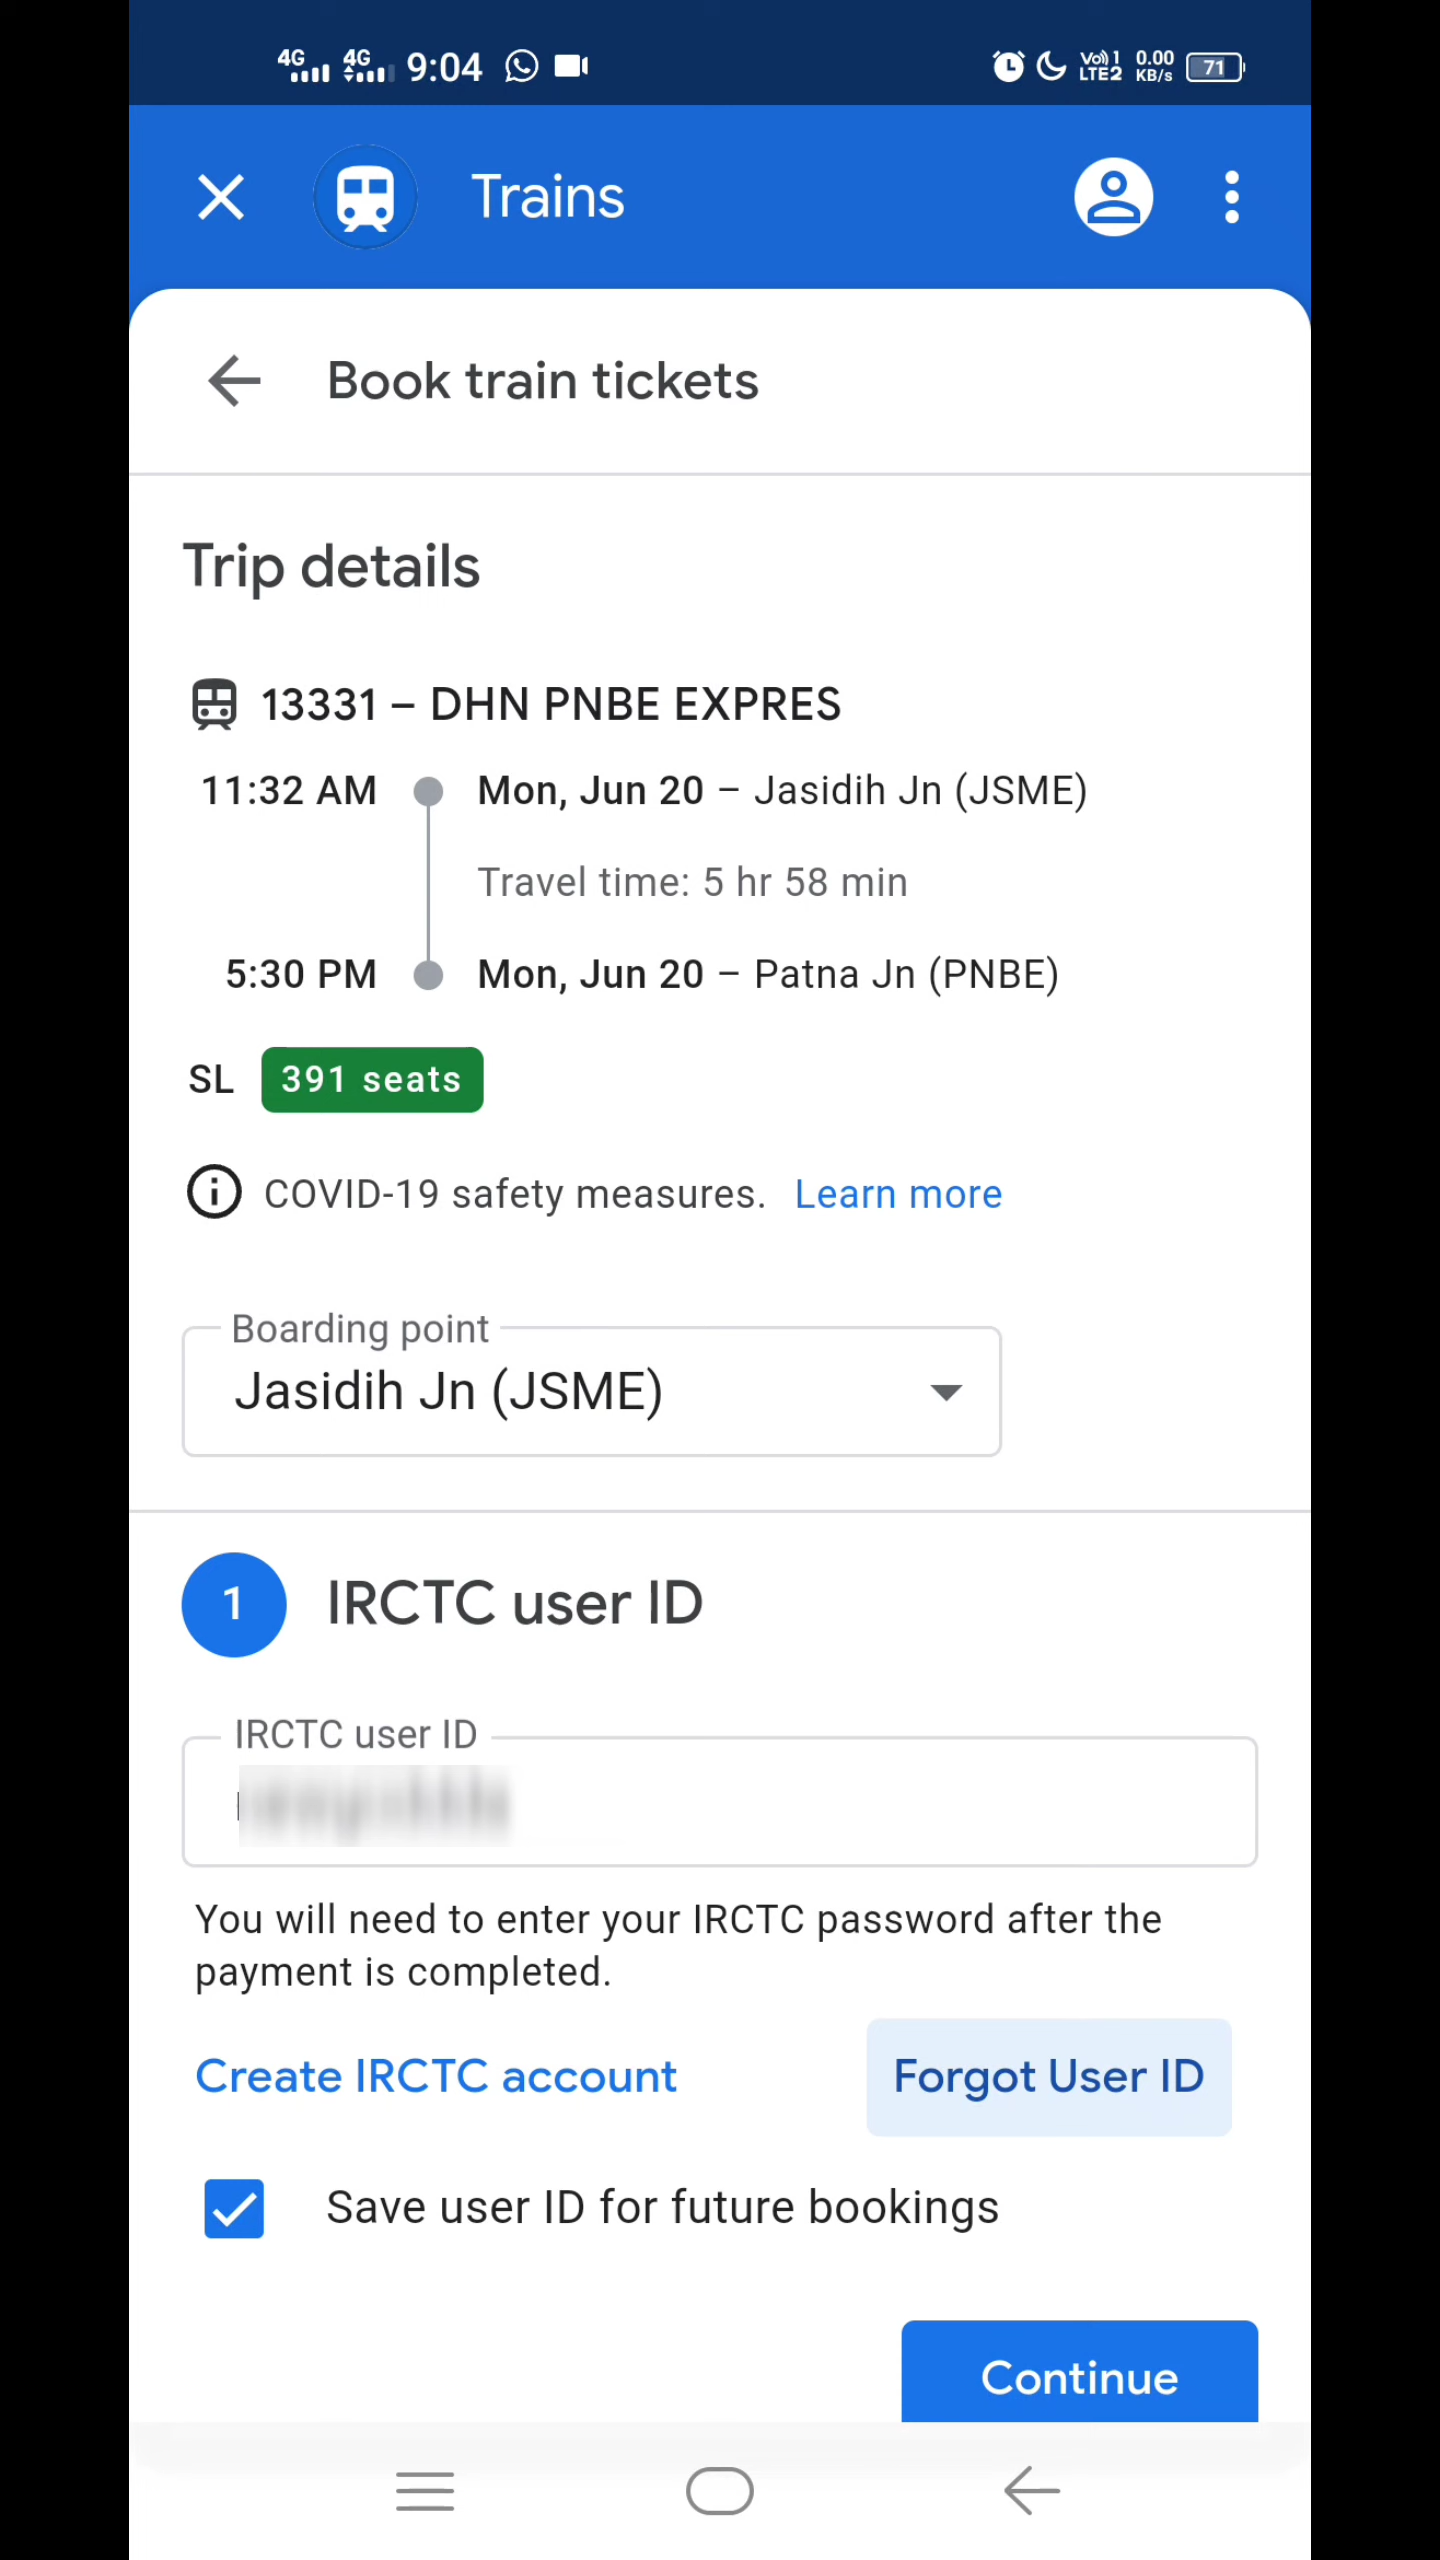 4G 4G 9:04 Vo)) 1 LTE2 0.00 KB/s 71
Trains
Book train tickets
Trip details
13331 – DHN PNBE EXPRES
11:32 AM Mon, Jun 20 – Jasidih Jn (JSME)
Travel time: 5 hr 58 min
5:30 PM Mon, Jun 20 – Patna Jn (PNBE)
SL 391 seats
COVID-19 safety measures. Learn more
Boarding point
Jasidih Jn (JSME)
1 IRCTC user ID
IRCTC user ID
You will need to enter your IRCTC password after the
payment is completed.
Create IRCTC account Forgot User ID
Save user ID for future bookings
Continue